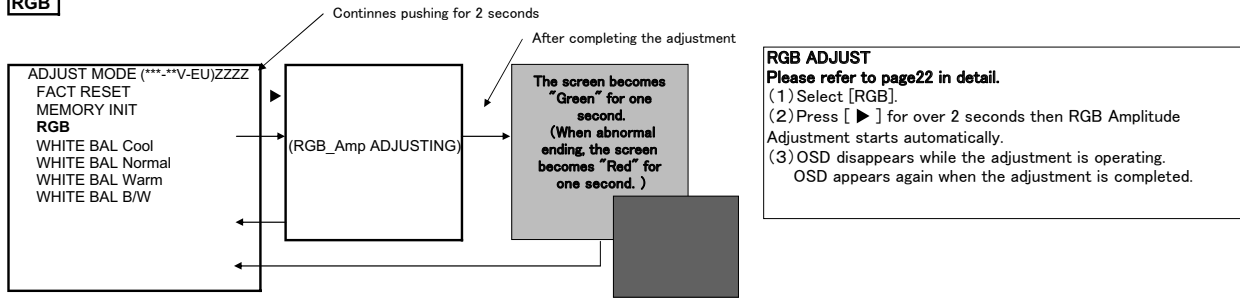 RGB
Continnes pushing for 2 seconds
After completing the adjustment
ADJUST MODE (***-**V-EU)ZZZZ
FACT RESET
MEMORY INIT
RGB
WHITE BAL Cool
WHITE BAL Normal
WHITE BAL Warm
WHITE BAL B/W
▶
(RGB_Amp ADJUSTING)
The screen becomes
"Green" for one
second.
(When abnormal
ending, the screen
becomes "Red" for
one second. )
RGB ADJUST
Please refer to page22 in detail.
(1)Select [RGB].
(2)Press [ ▶ ] for over 2 seconds then RGB Amplitude
Adjustment starts automatically.
(3)OSD disappears while the adjustment is operating.
OSD appears again when the adjustment is completed.